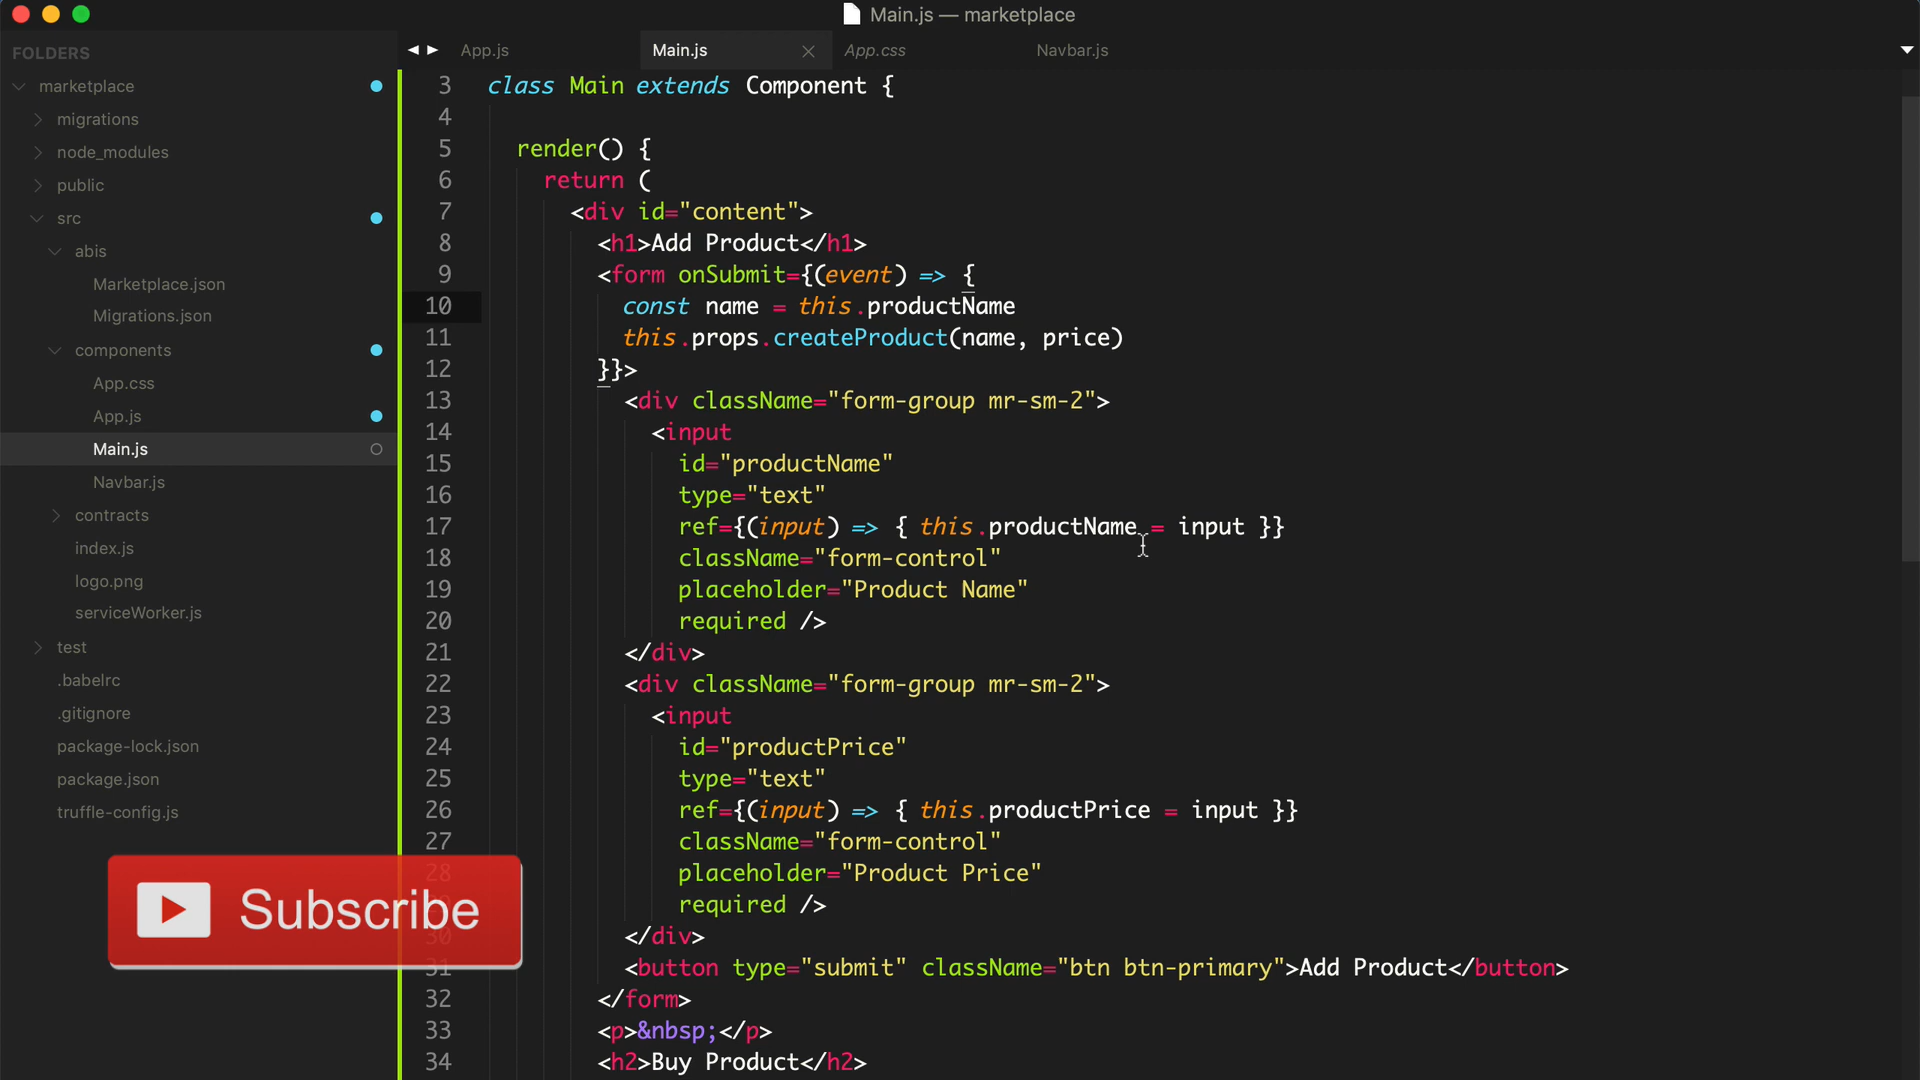 Main.js — marketplace
FOLDERS
marketplace
migrations
node_modules
public
src
abis
Marketplace.json
Migrations.json
components
App.css
App.js
Main.js
Navbar.js
contracts
index.js
logo.png
serviceWorker.js
test
.babelrc
.gitignore
package-lock.json
package.json
truffle-config.js
App.js Main.js App.css Navbar.js
3 class Main extends Component {
4
5 render() {
6 return (
7 <div id="content">
8 <h1>Add Product</h1>
9 <form onSubmit={(event) => {
10 const name = this.productName
11 this.props.createProduct(name, price)
12 }}>
13 <div className="form-group mr-sm-2">
14 <input
15 id="productName"
16 type="text"
17 ref={(input) => { this.productName = input }}
18 className="form-control"
19 placeholder="Product Name"
20 required />
21 </div>
22 <div className="form-group mr-sm-2">
23 <input
24 id="productPrice"
25 type="text"
26 ref={(input) => { this.productPrice = input }}
27 className="form-control"
28 placeholder="Product Price"
required />
30 </div>
31 <button type="submit" className="btn btn-primary">Add Product</button>
32 </form>
33 <p>&nbsp;</p>
34 <h2>Buy Product</h2>
Subscribe